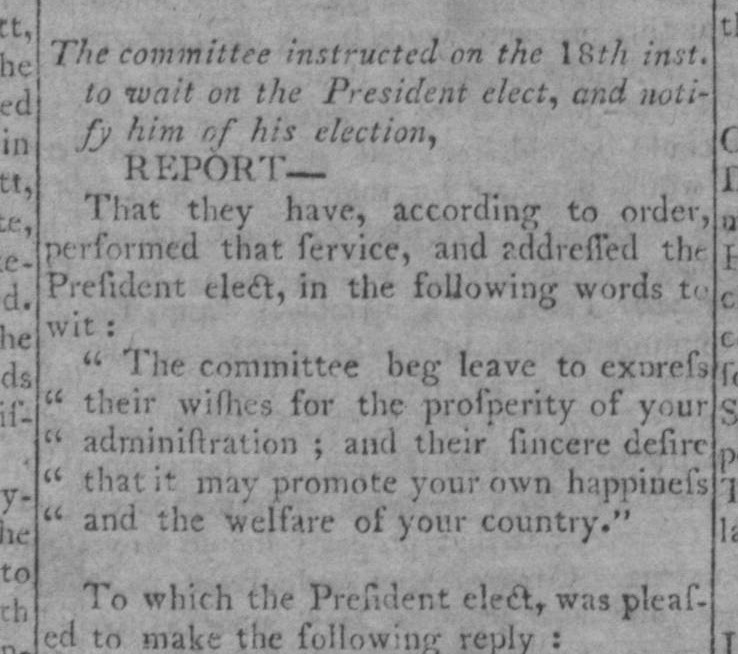 The committee instructed on the 18th inst.
to wait on the President elect, and noti-
fy him of his election,
REPORT—
That they have, according to order,
performed that ſervice, and addreſſed the
Preſident elect, in the following words to
wit :
“ The committee beg leave to expreſs
“ their wiſhes for the proſperity of your
“ adminiſtration ; and their ſincere deſire
“ that it may promote your own happineſs
“ and the welfare of your country.”
To which the Preſident elect, was pleaſ-
ed to make the following reply :